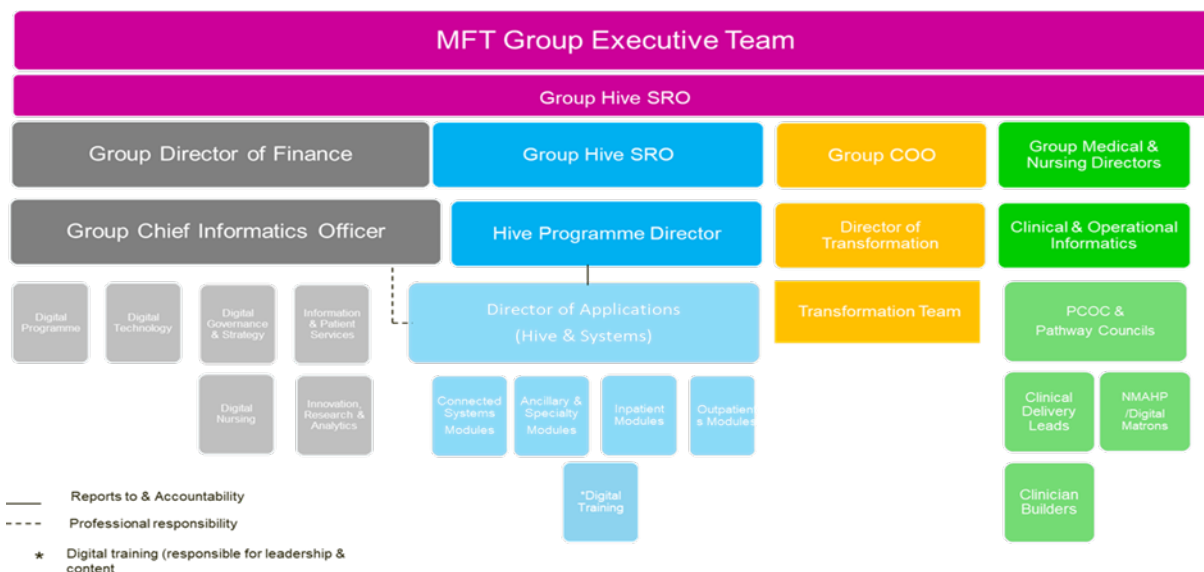 MFT Group Executive Team
Group Hive SRO
Group Director of Finance
Group Hive SRO
Group COO
Group Medical &
Nursing Directors
Group Chief Informatics Officer
Hive Programme Director
Director of
Transformation
Clinical & Operational
Informatics
Digital
Programme
Digital
Technology
Digital
Governance
& Strategy
Information
& Patient
Services
Director of Applications
(Hive & Systems)
Transformation Team
PCOC &
Pathway Councils
Digital
Nursing
Innovation,
Research &
Analytics
Connected
Systems
Modules
Ancillary &
Specialty
Modules
Inpatient
Modules
Outpatient
s Modules
Clinical
Delivery
Leads
NMAHP
/Digital
Matrons
*Digital
Training
Clinician
Builders
Reports to & Accountability
Professional responsibility
* Digital training (responsible for leadership &
content